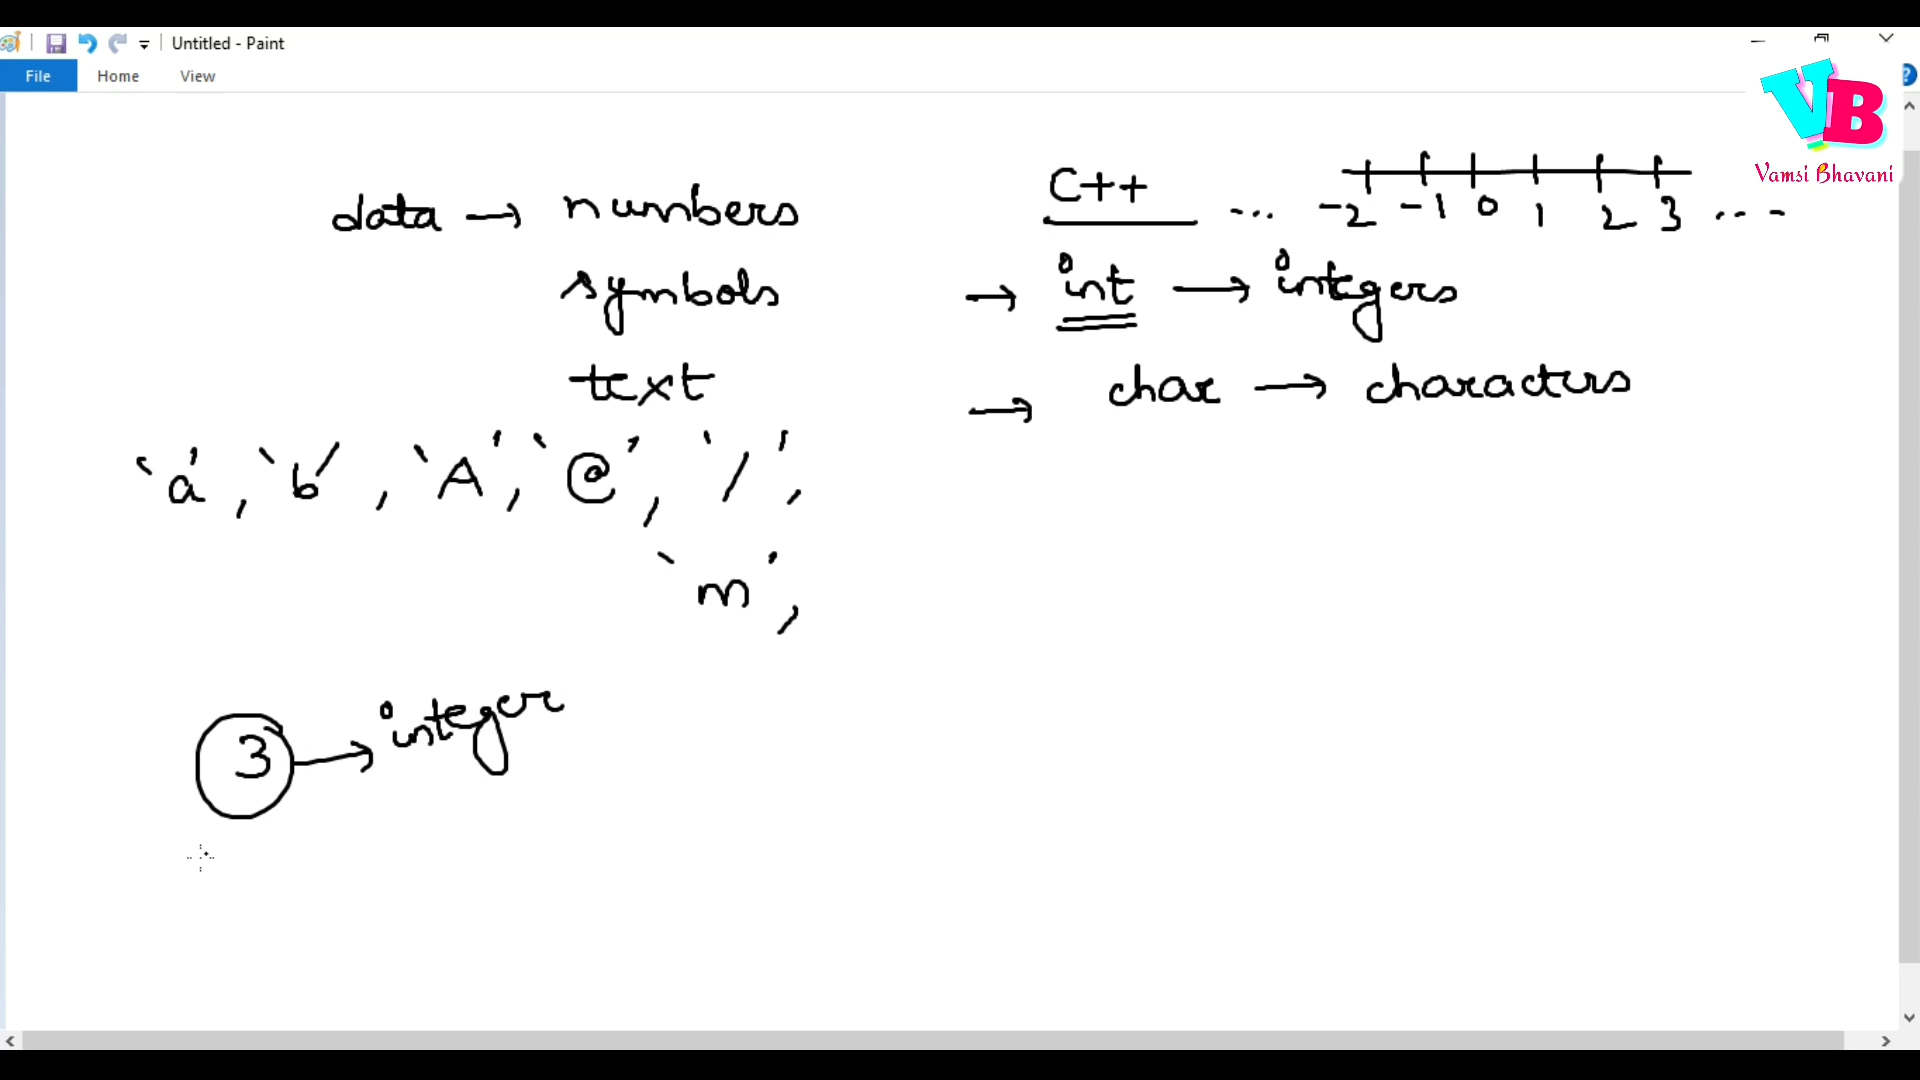 Untitled - Paint
File Home View
VB
Vamsi Bhavani
data → numbers
symbols
text
C++
... -2 -1 0 1 2 3 ...
→ int → integers
→ char → characters
'a', 'b', 'A', '@', '/',
'm',
3 → integer